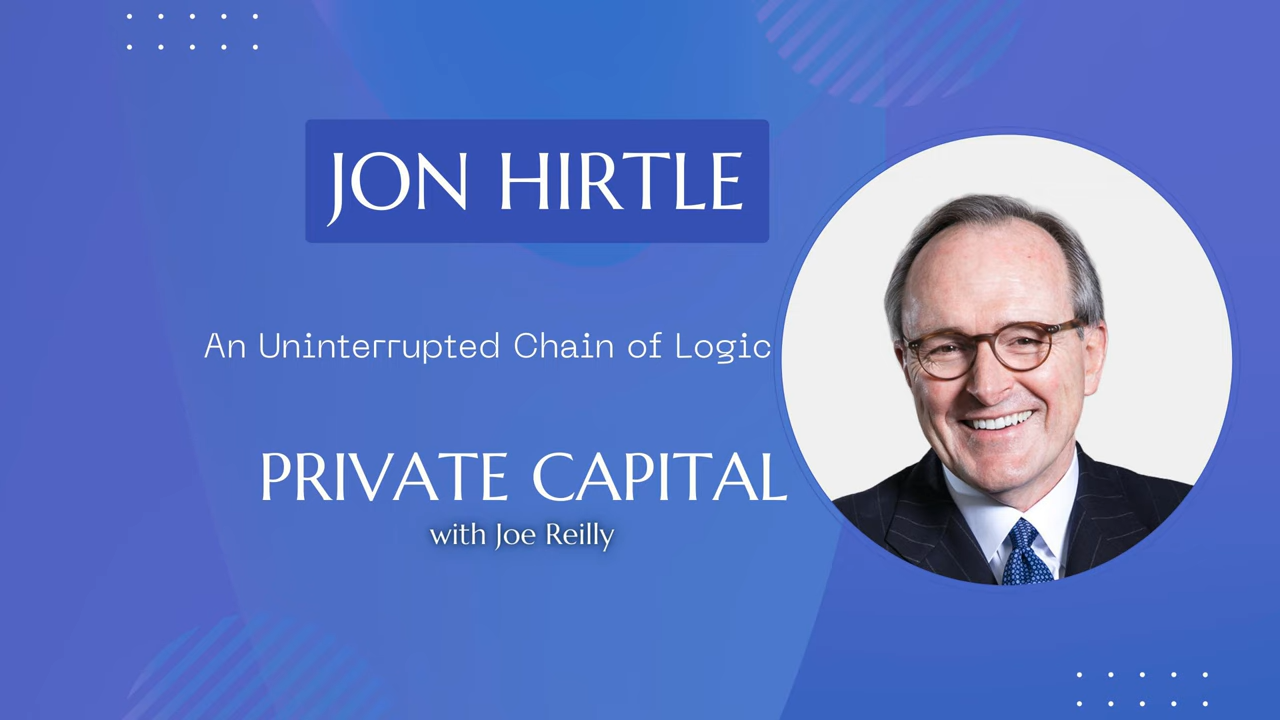 JON HIRTLE
An Uninterrupted Chain of Logic
PRIVATE CAPITAL
with Joe Reilly